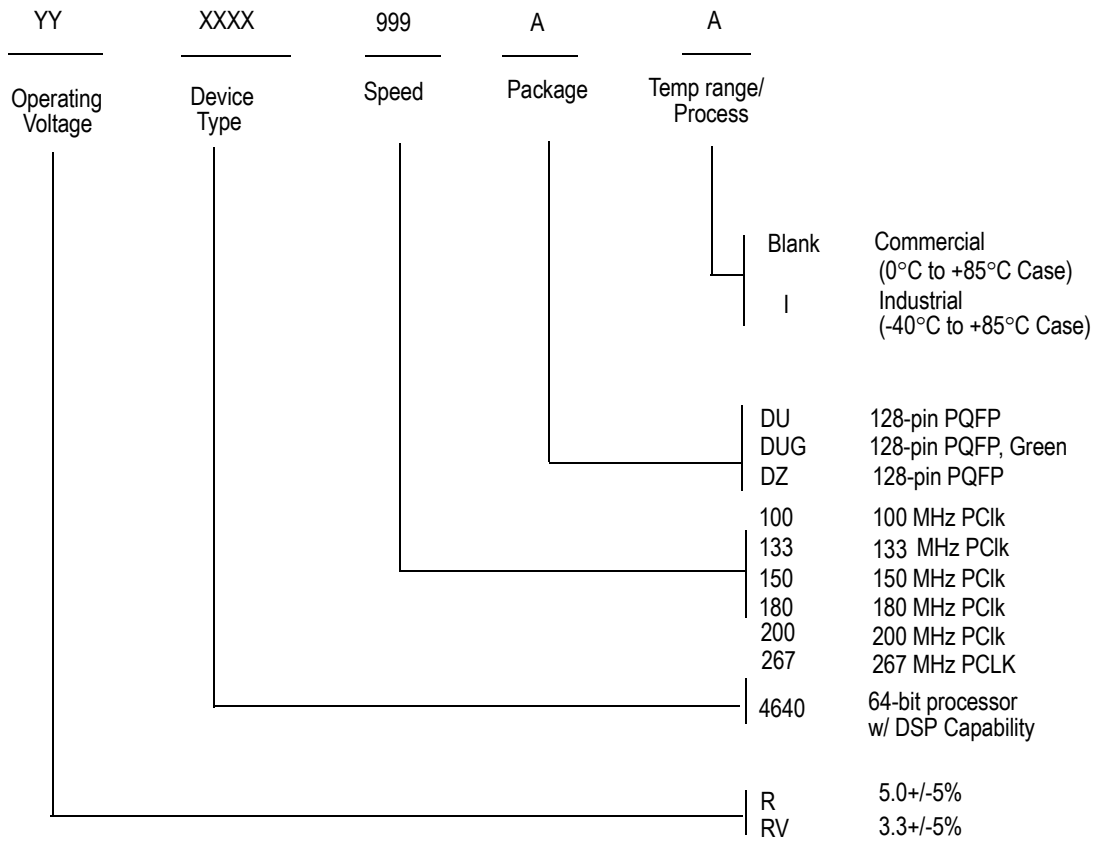 YY XXXX 999 A A
Operating Voltage
Device Type
Speed
Package
Temp range/ Process
Blank Commercial
(0°C to +85°C Case)
I Industrial
(-40°C to +85°C Case)
DU 128-pin PQFP
DUG 128-pin PQFP, Green
DZ 128-pin PQFP
100 100 MHz PClk
133 133 MHz PClk
150 150 MHz PClk
180 180 MHz PClk
200 200 MHz PClk
267 267 MHz PCLK
4640 64-bit processor
w/ DSP Capability
R 5.0+/-5%
RV 3.3+/-5%